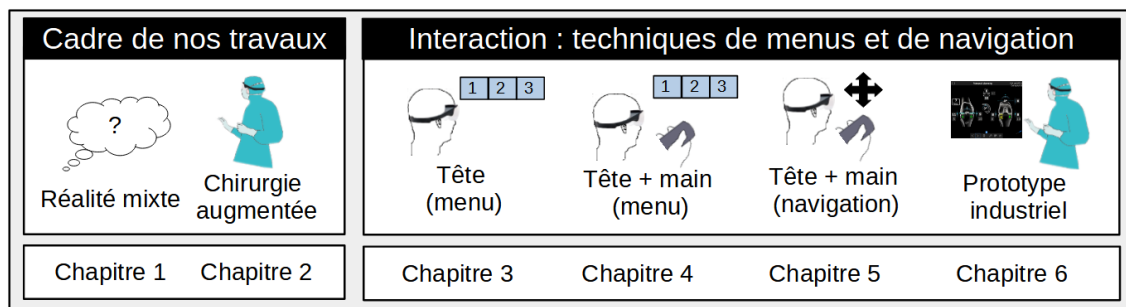 Cadre de nos travaux
?
Réalité mixte
Chirurgie
augmentée
Chapitre 1
Chapitre 2
Interaction : techniques de menus et de navigation
1 2 3
Tête
(menu)
1 2 3
Tête + main
(menu)
Tête + main
(navigation)
Prototype
industriel
Chapitre 3
Chapitre 4
Chapitre 5
Chapitre 6